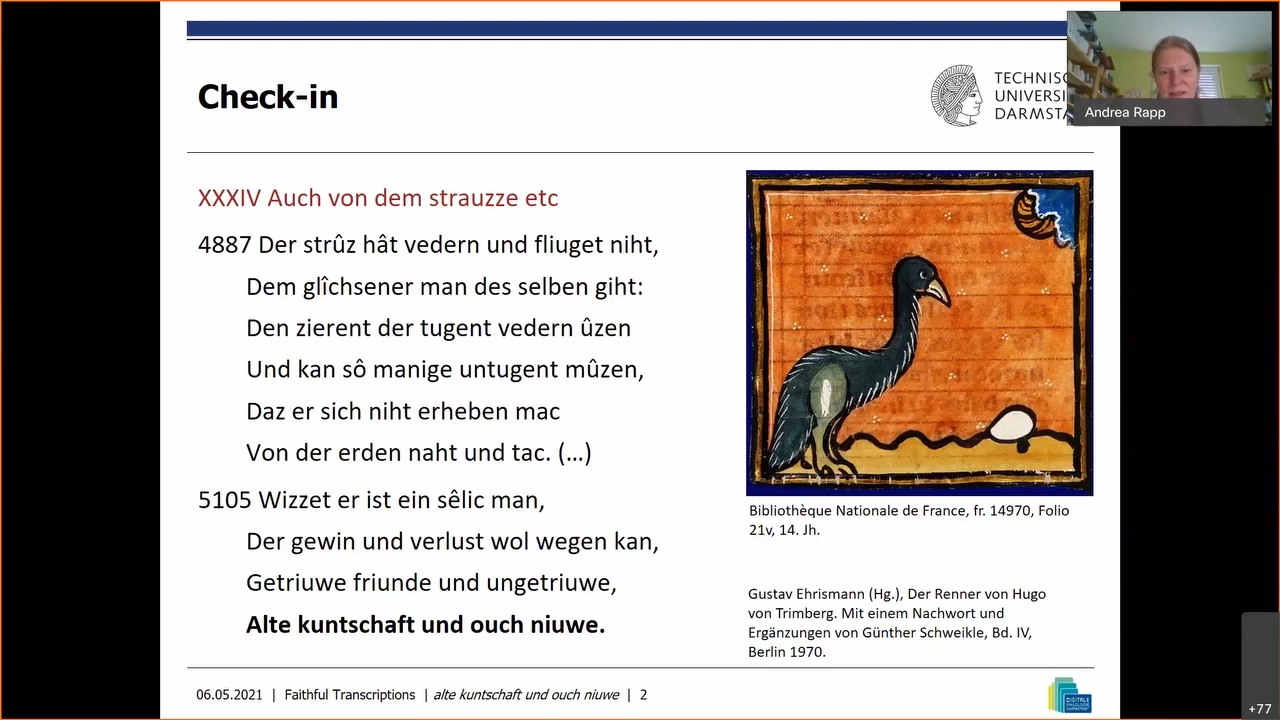 Check-in
TECHNISC
UNIVERSI
DARMSTA
Andrea Rapp
XXXIV Auch von dem strauzze etc
4887 Der strûz hât vedern und fliuget niht,
Dem glîchsener man des selben giht:
Den zierent der tugent vedern ûzen
Und kan sô manige untugent mûzen,
Daz er sich niht erheben mac
Von der erden naht und tac. (…)
5105 Wizzet er ist ein sêlic man,
Der gewin und verlust wol wegen kan,
Getriuwe friunde und ungetriuwe,
Alte kuntschaft und ouch niuwe.
Bibliothèque Nationale de France, fr. 14970, Folio
21v, 14. Jh.
Gustav Ehrismann (Hg.), Der Renner von Hugo
von Trimberg. Mit einem Nachwort und
Ergänzungen von Günther Schweikle, Bd. IV,
Berlin 1970.
06.05.2021 | Faithful Transcriptions | alte kuntschaft und ouch niuwe | 2
DIGITALE
PHILOLOGIE
DARMSTADT
+77